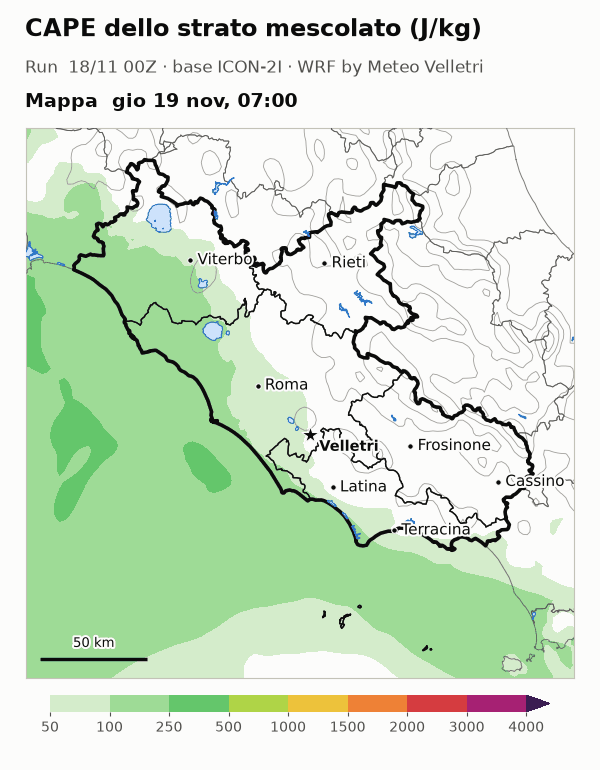 CAPE dello strato mescolato (J/kg)
Run  18/11 00Z · base ICON-2I · WRF by Meteo Velletri
Mappa  gio 19 nov, 07:00
Viterbo
Rieti
Roma
Velletri
Frosinone
Cassino
Latina
Terracina
50 km
50 100 250 500 1000 1500 2000 3000 4000